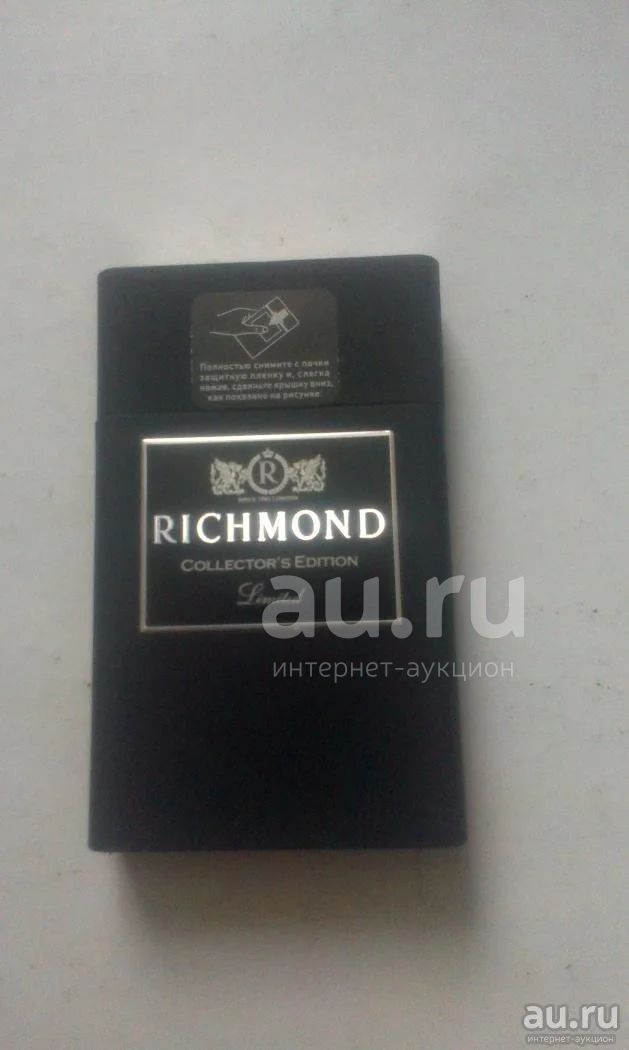 Полностью снимите с пачки
защитную пленку и, слегка
нажав, сдвиньте крышку вниз,
как показано на рисунке.
R
RICHMOND
COLLECTOR'S EDITION
Limited
au.ru
интернет-аукцион
au.ru
интернет-аукцион